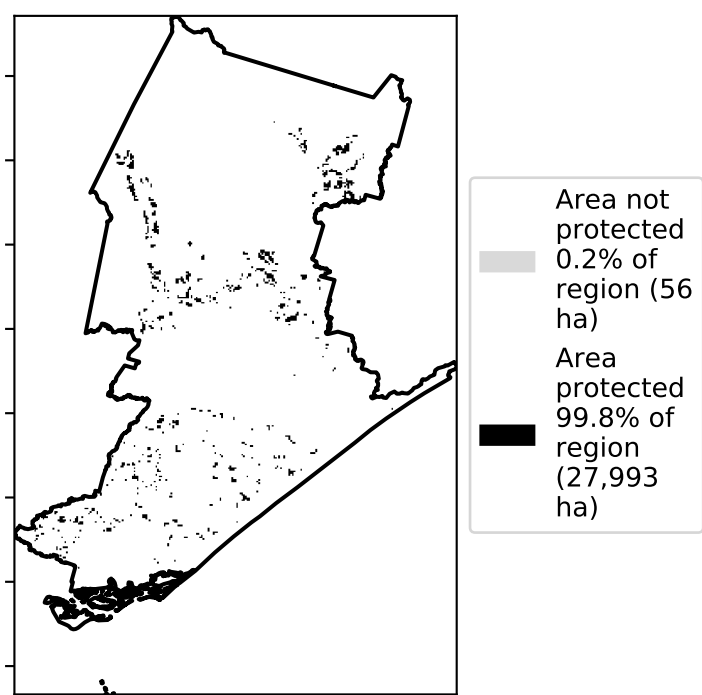 Area not
protected
0.2% of
region (56
ha)
Area
protected
99.8% of
region
(27,993
ha)